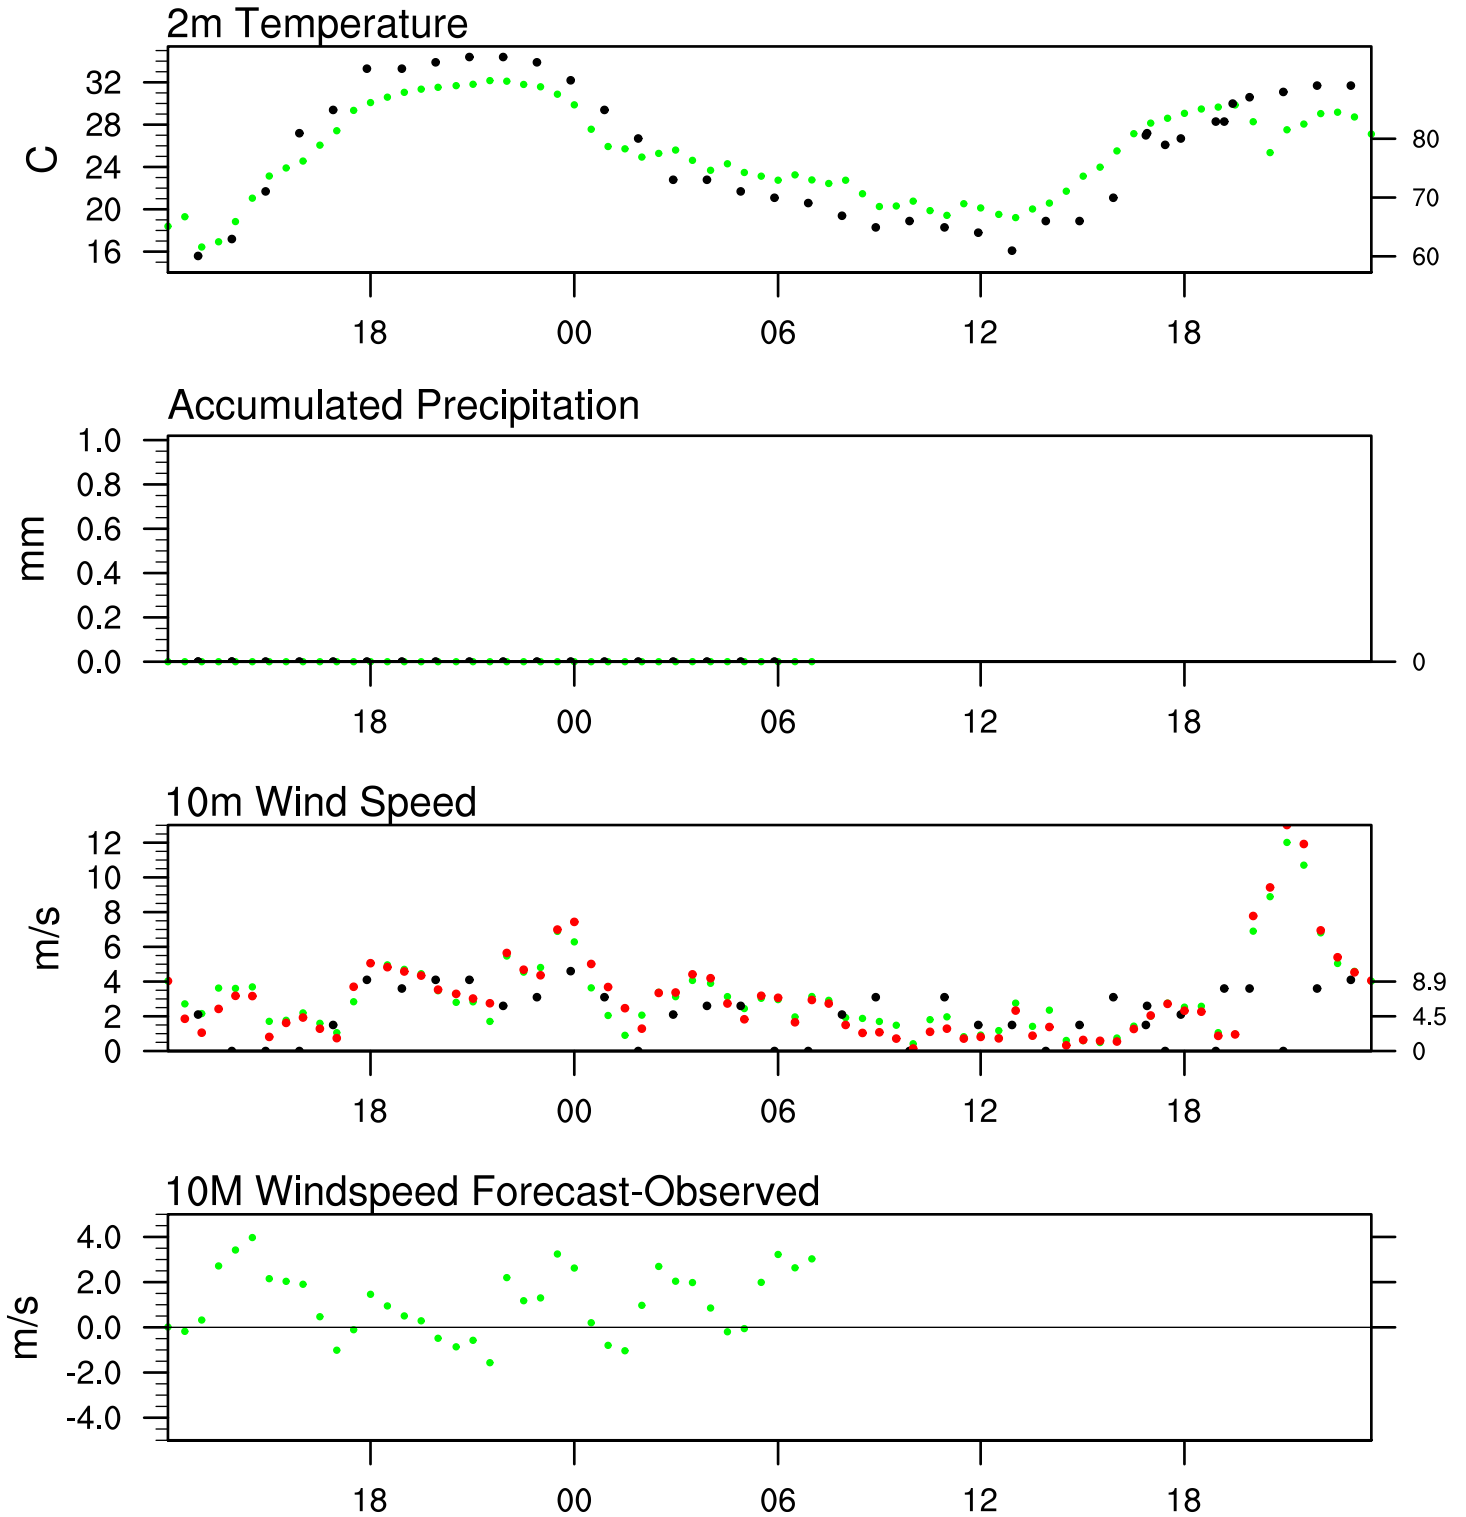 2m Temperature
C
32
28
24
20
16
80
70
60
18 00 06 12 18
Accumulated Precipitation
mm
1.0
0.8
0.6
0.4
0.2
0.0
0
18 00 06 12 18
10m Wind Speed
m/s
12
10
8
6
4
2
0
8.9
4.5
0
18 00 06 12 18
10M Windspeed Forecast-Observed
m/s
4.0
2.0
0.0
-2.0
-4.0
18 00 06 12 18